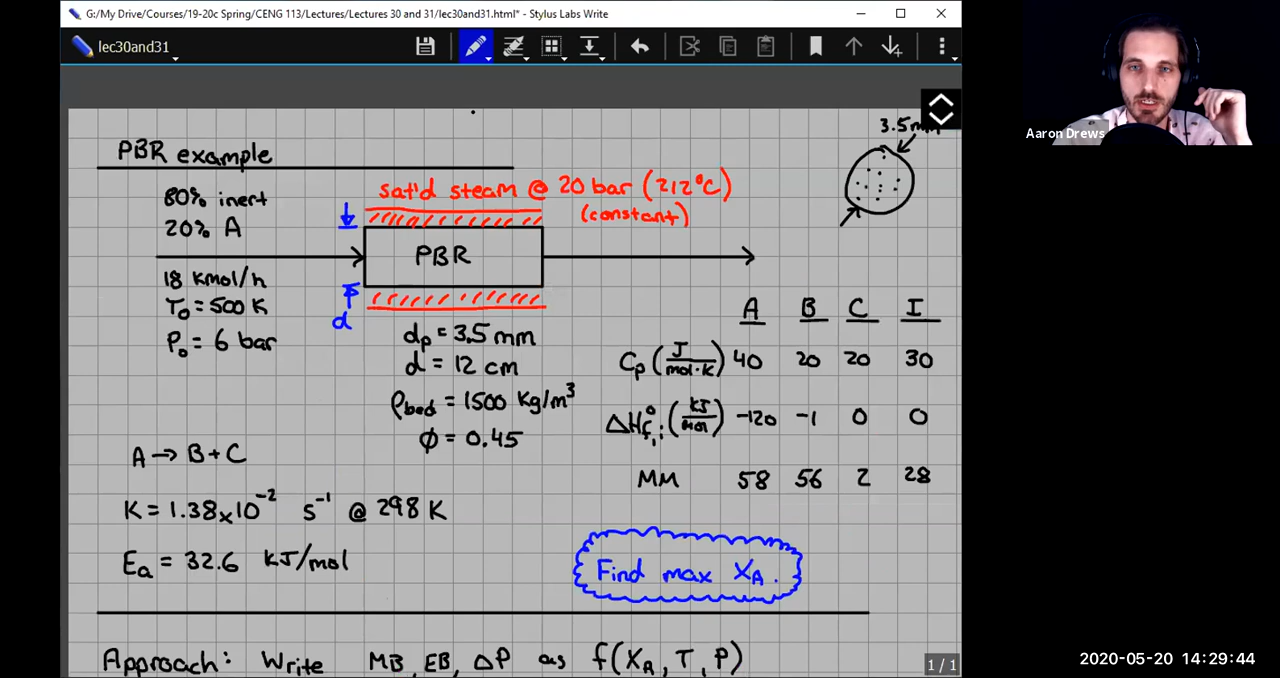 G:/My Drive/Courses/19-20c Spring/CENG 113/Lectures/Lectures 30 and 31/lec30and31.html* - Stylus Labs Write
lec30and31
Aaron Drews
3.5mm
PBR example
80% inert
20% A
sat'd steam @ 20 bar (212°C)
(constant)
PBR
18 Kmol/h
T₀ = 500 K
P₀ = 6 bar
d
dp = 3.5 mm
d = 12 cm
ρbed = 1500 Kg/m³
ϕ = 0.45
A B C I
Cp (J/mol·K) 40 20 20 30
ΔH°f,i (KJ/mol) -120 -1 0 0
MM 58 56 2 28
A → B + C
K = 1.38x10⁻² s⁻¹ @ 298 K
Ea = 32.6 KJ/mol
Find max XA.
Approach: Write MB, EB, ΔP as f(XA, T, P)
1/1
2020-05-20 14:29:44